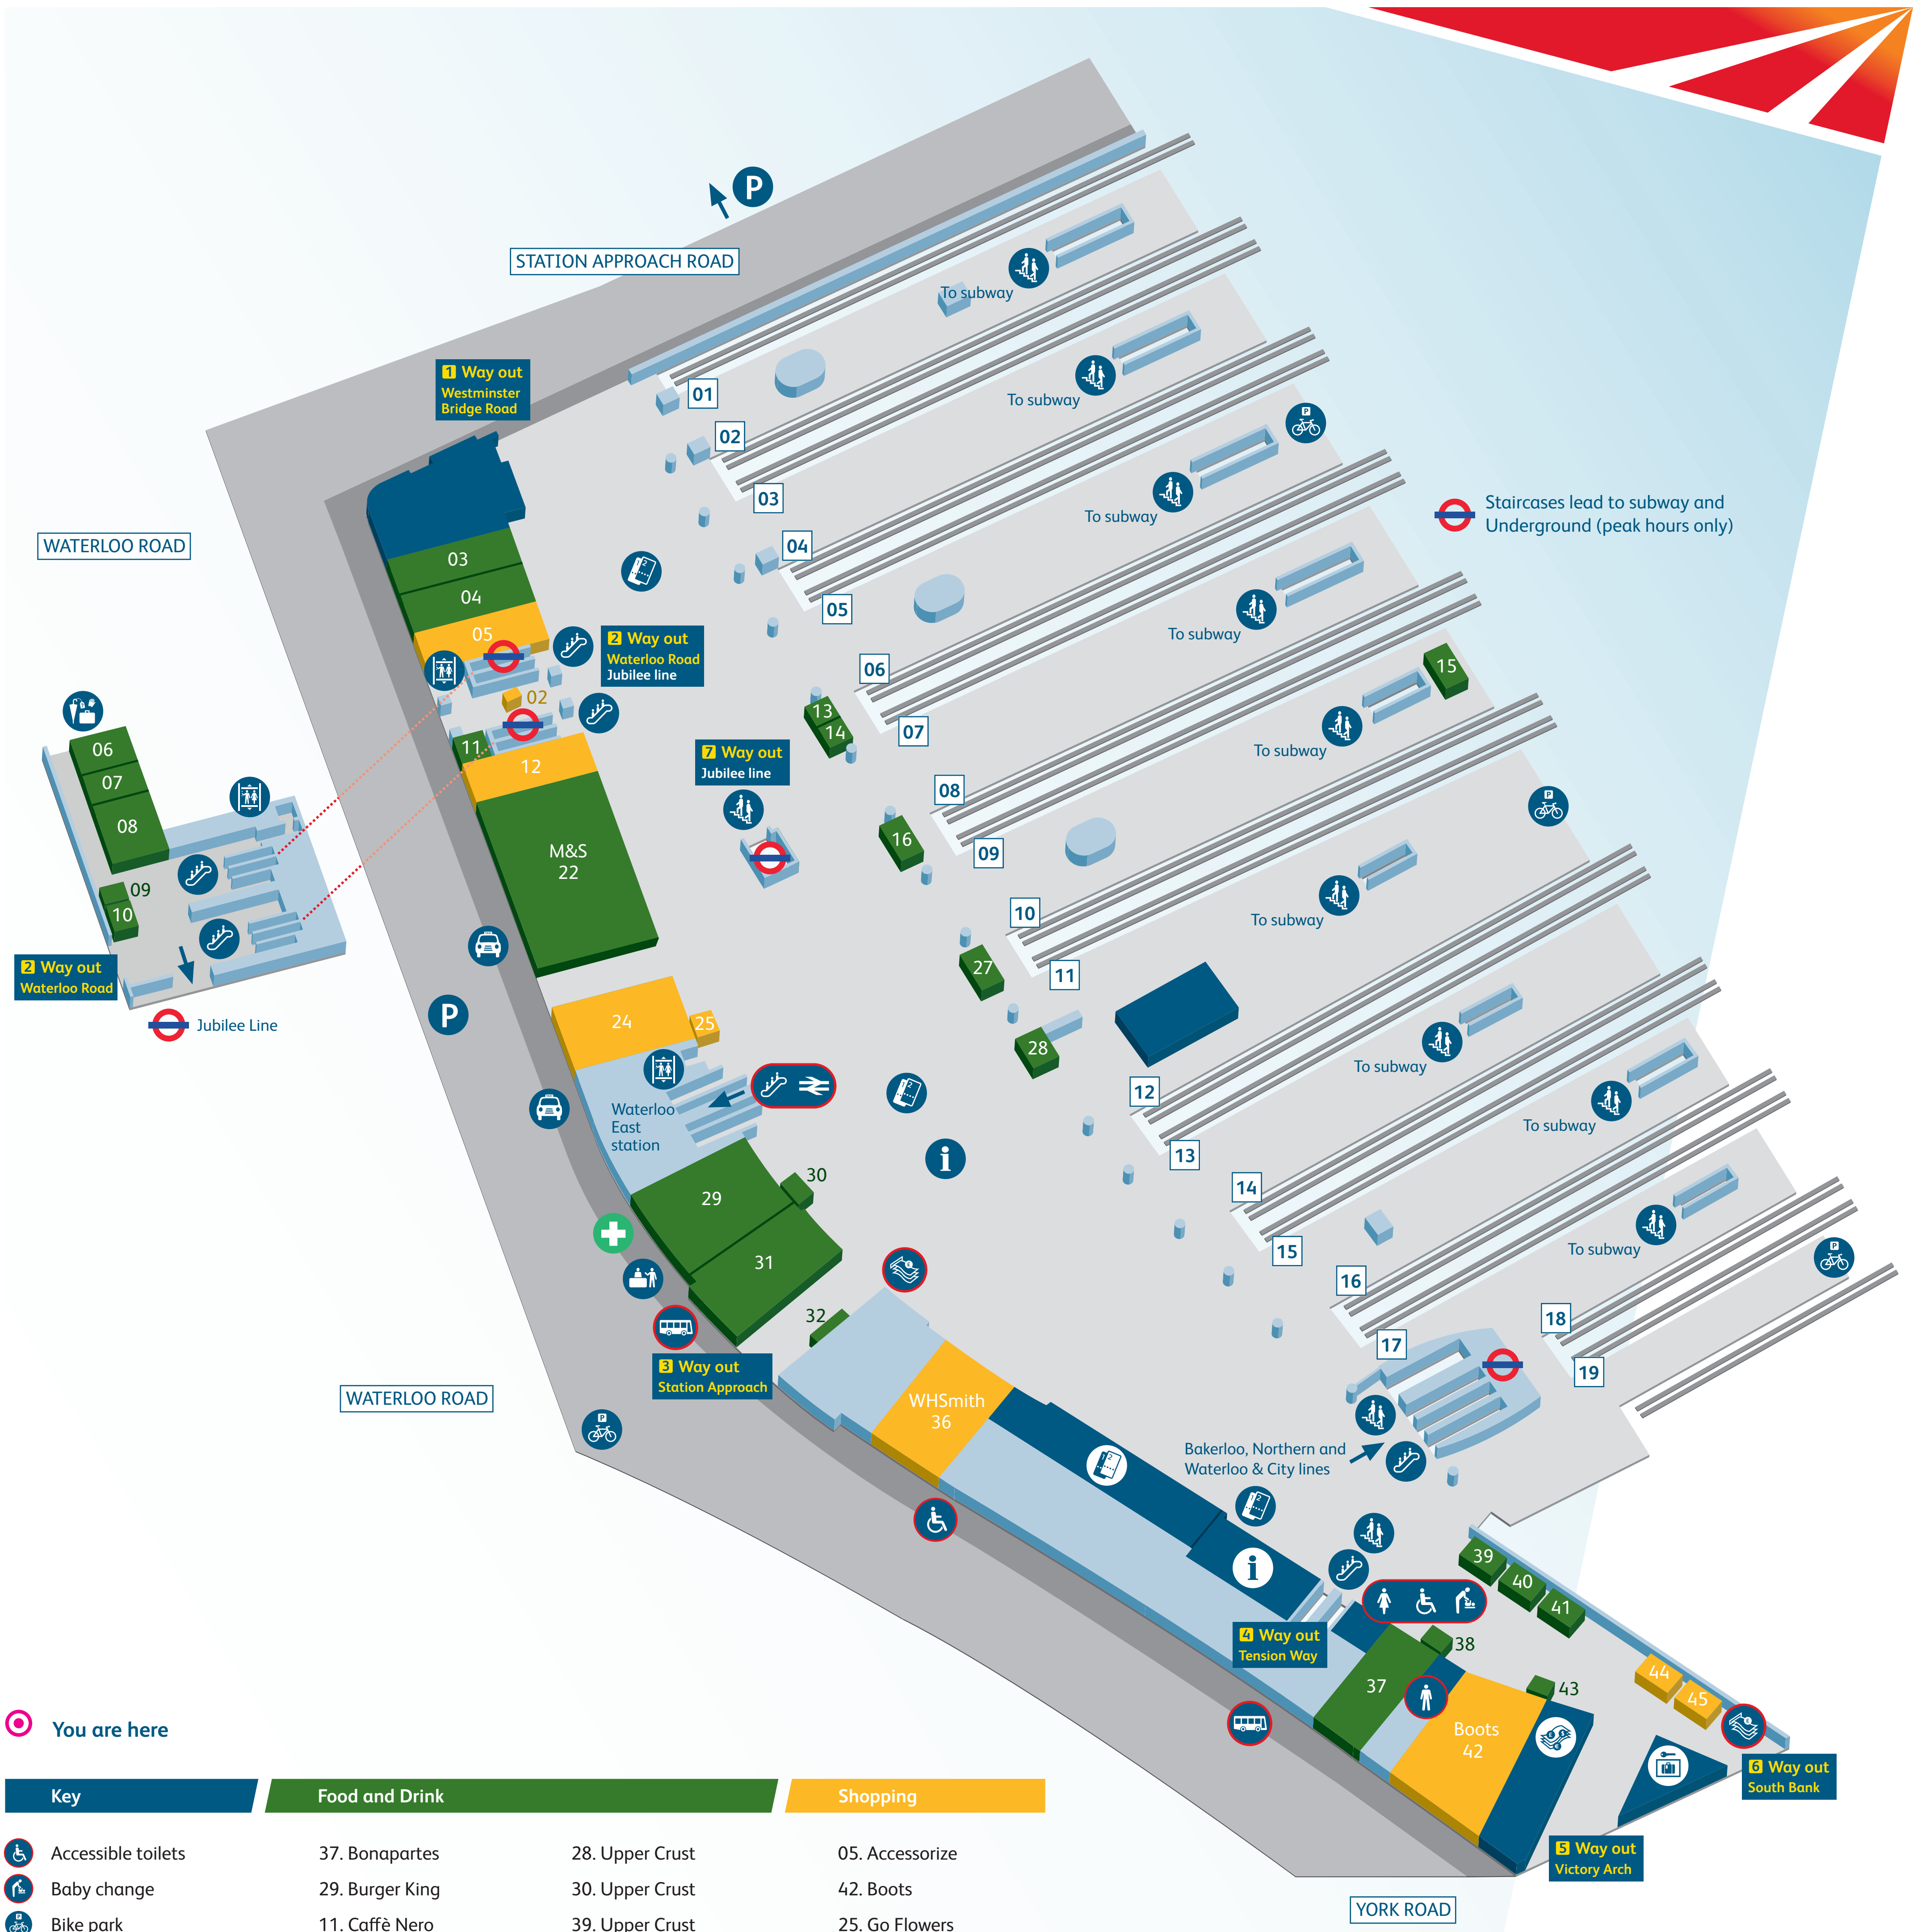 P
STATION APPROACH ROAD
To subway
1 Way out
Westminster
Bridge Road
01
To subway
02
03
To subway
Staircases lead to subway and
Underground (peak hours only)
WATERLOO ROAD
03
04
04
05
05
2 Way out
Waterloo Road
Jubilee line
To subway
06
15
02
13
14
07
To subway
06
07
08
11
12
7 Way out
Jubilee line
08
16
09
M&S
22
09
10
10
To subway
2 Way out
Waterloo Road
Jubilee Line
P
27
11
24
25
28
To subway
12
Waterloo
East
station
To subway
13
i
29
30
14
31
15
To subway
16
32
17
18
19
3 Way out
Station Approach
WATERLOO ROAD
WHSmith
36
Bakerloo, Northern and
Waterloo & City lines
i
39
40
41
4 Way out
Tension Way
38
37
43
44
45
Boots
42
6 Way out
South Bank
5 Way out
Victory Arch
YORK ROAD
You are here
Key
Food and Drink
Shopping
Accessible toilets
37. Bonapartes
28. Upper Crust
05. Accessorize
Baby change
29. Burger King
30. Upper Crust
42. Boots
Bike park
11. Caffè Nero
39. Upper Crust
25. Go Flowers